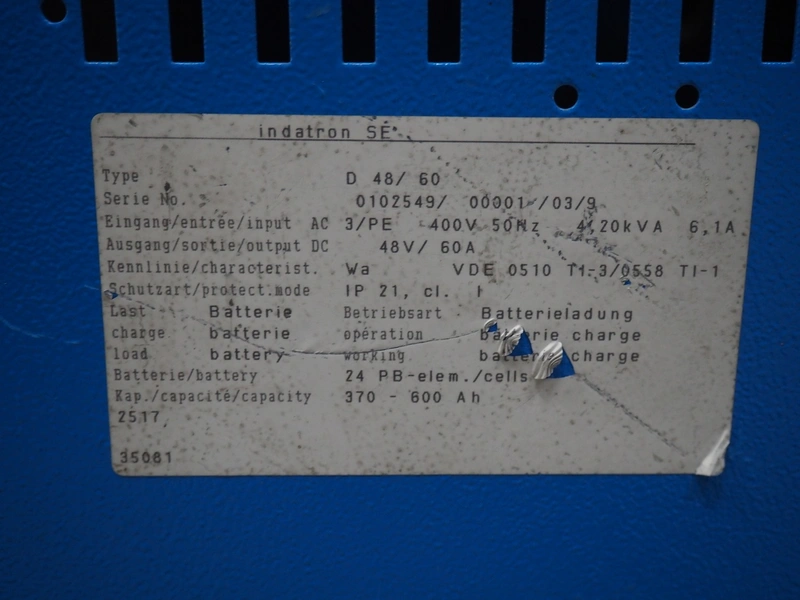 indatron SE
Type D 48/ 60
Serie No. 0102549/ 00001 /03/9
Eingang/entrée/input AC 3/PE 400V 50Hz 4,20kVA 6,1A
Ausgang/sortie/output DC 48V/ 60A
Kennlinie/characterist. Wa VDE 0510 T1-3/0558 TI-1
Schutzart/protect.mode IP 21, cl. I
Last Batterie Betriebsart Batterieladung
charge batterie opération batterie charge
load battery working battery charge
Batterie/battery 24 PB-elem./cells
Kap./capacité/capacity 370 - 600 Ah
2517
35081